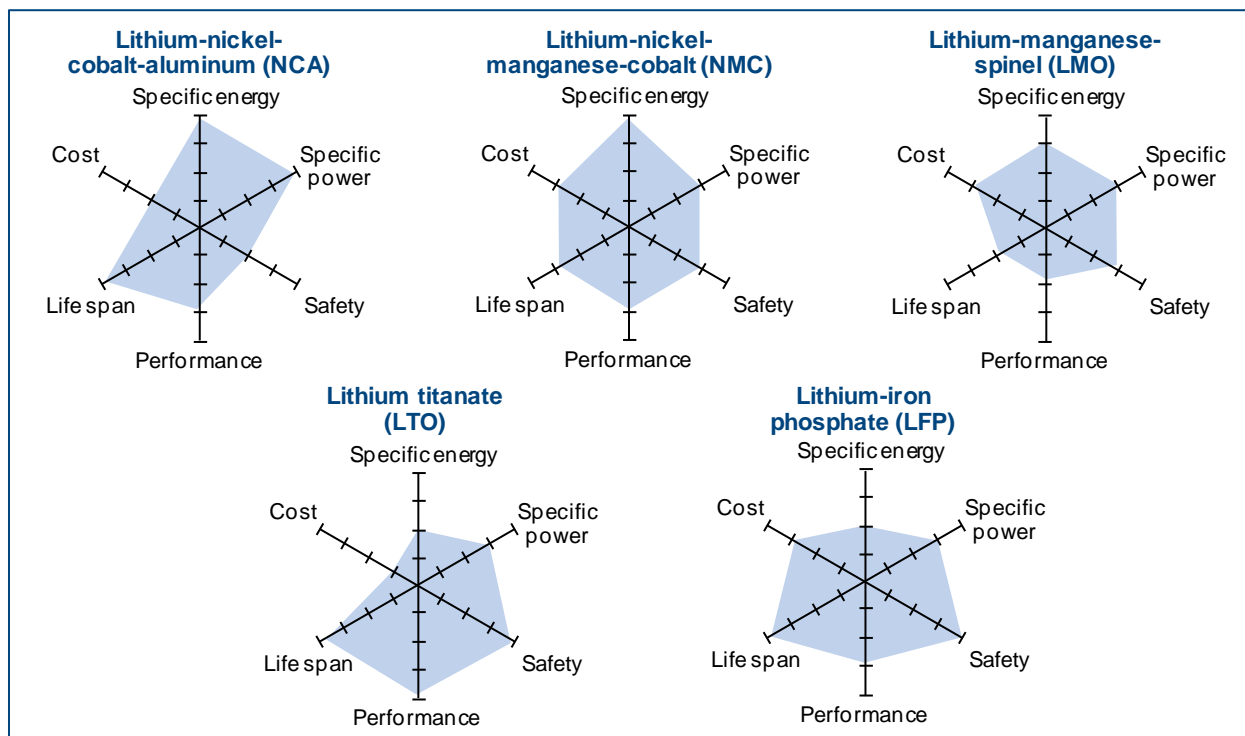 Lithium-nickel-
cobalt-aluminum (NCA)
Specific energy
Cost
Specific
power
Life span
Safety
Performance
Lithium-nickel-
manganese-cobalt (NMC)
Specific energy
Cost
Specific
power
Life span
Safety
Performance
Lithium-manganese-
spinel (LMO)
Specific energy
Cost
Specific
power
Life span
Safety
Performance
Lithium titanate
(LTO)
Specific energy
Cost
Specific
power
Life span
Safety
Performance
Lithium-iron
phosphate (LFP)
Specific energy
Cost
Specific
power
Life span
Safety
Performance